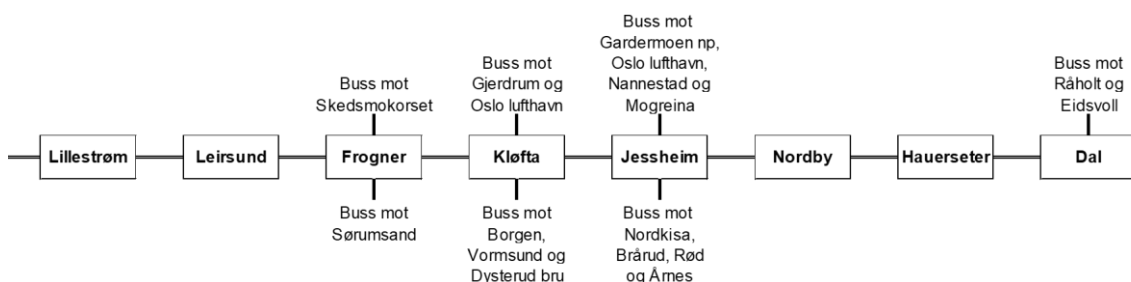 Buss mot
Gardermoen np,
Oslo lufthavn,
Nannestad og
Mogreina
Buss mot
Gjerdrum og
Oslo lufthavn
Buss mot
Råholt og
Eidsvoll
Buss mot
Skedsmokorset
Lillestrøm
Leirsund
Frogner
Kløfta
Jessheim
Nordby
Hauerseter
Dal
Buss mot
Sørumsand
Buss mot
Borgen,
Vormsund og
Dysterud bru
Buss mot
Nordkisa,
Brårud, Rød
og Årnes